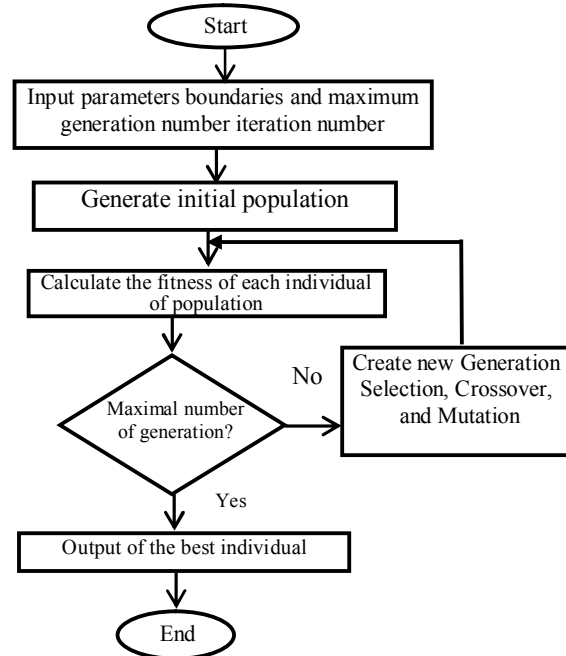 Start
Input parameters boundaries and maximum
generation number iteration number
Generate initial population
Calculate the fitness of each individual
of population
Maximal number
of generation?
No
Create new Generation
Selection, Crossover,
and Mutation
Yes
Output of the best individual
End